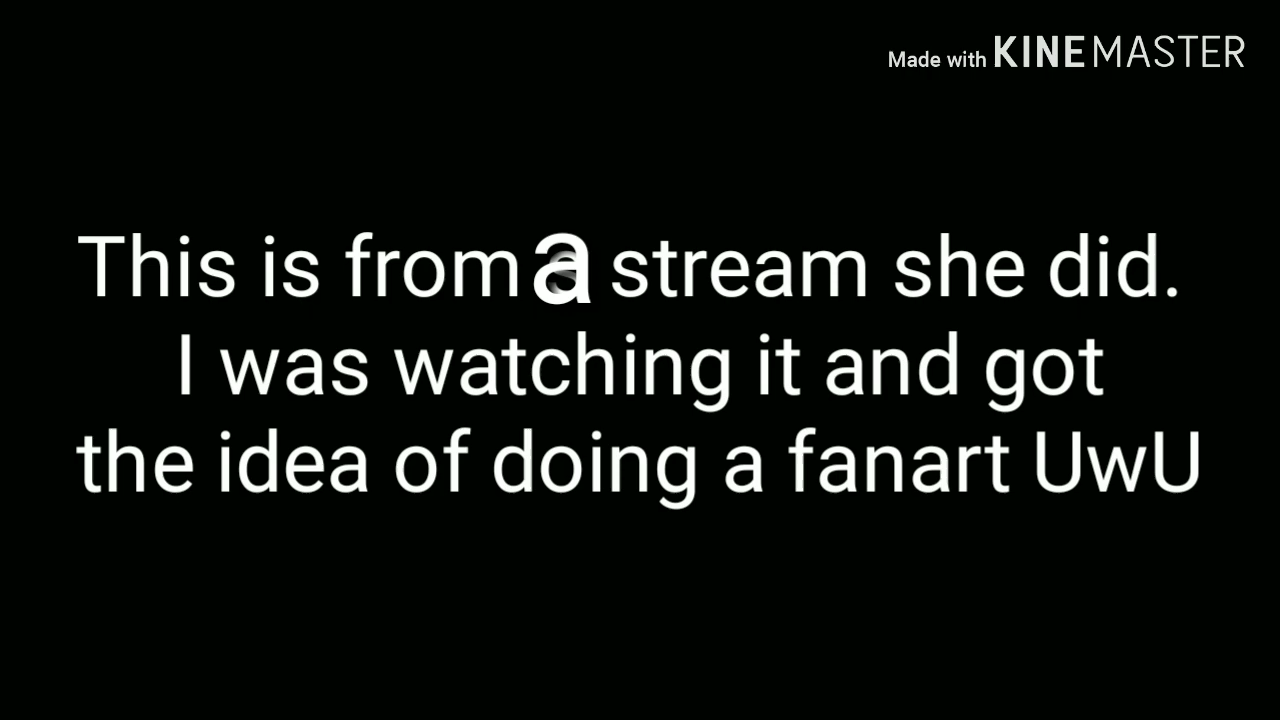 Made with KINEMASTER
This is from a stream she did.
I was watching it and got
the idea of doing a fanart UwU